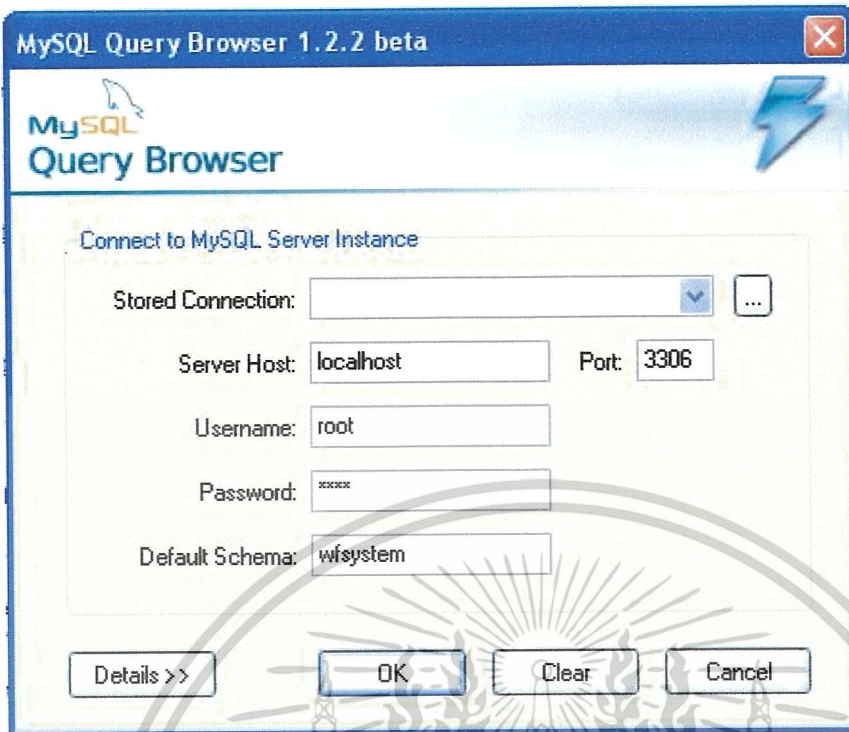 MySQL Query Browser 1.2.2 beta
MySQL
Query Browser
Connect to MySQL Server Instance
Stored Connection:
...
Server Host: localhost Port: 3306
Username: root
Password: ××××
Default Schema: wfsystem
Details >> OK Clear Cancel